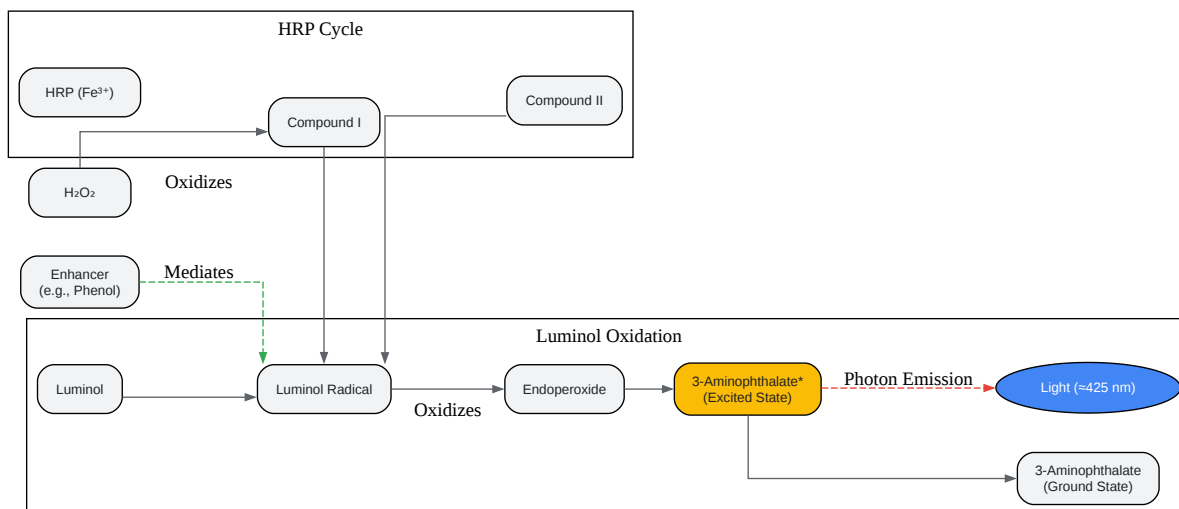 HRP Cycle
HRP (Fe³⁺)
Compound I
Compound II
H₂O₂
Oxidizes
Enhancer
(e.g., Phenol)
Mediates
Luminol Oxidation
Luminol
Luminol Radical
Oxidizes
Endoperoxide
3-Aminophthalate*
(Excited State)
Photon Emission
Light (≈425 nm)
3-Aminophthalate
(Ground State)